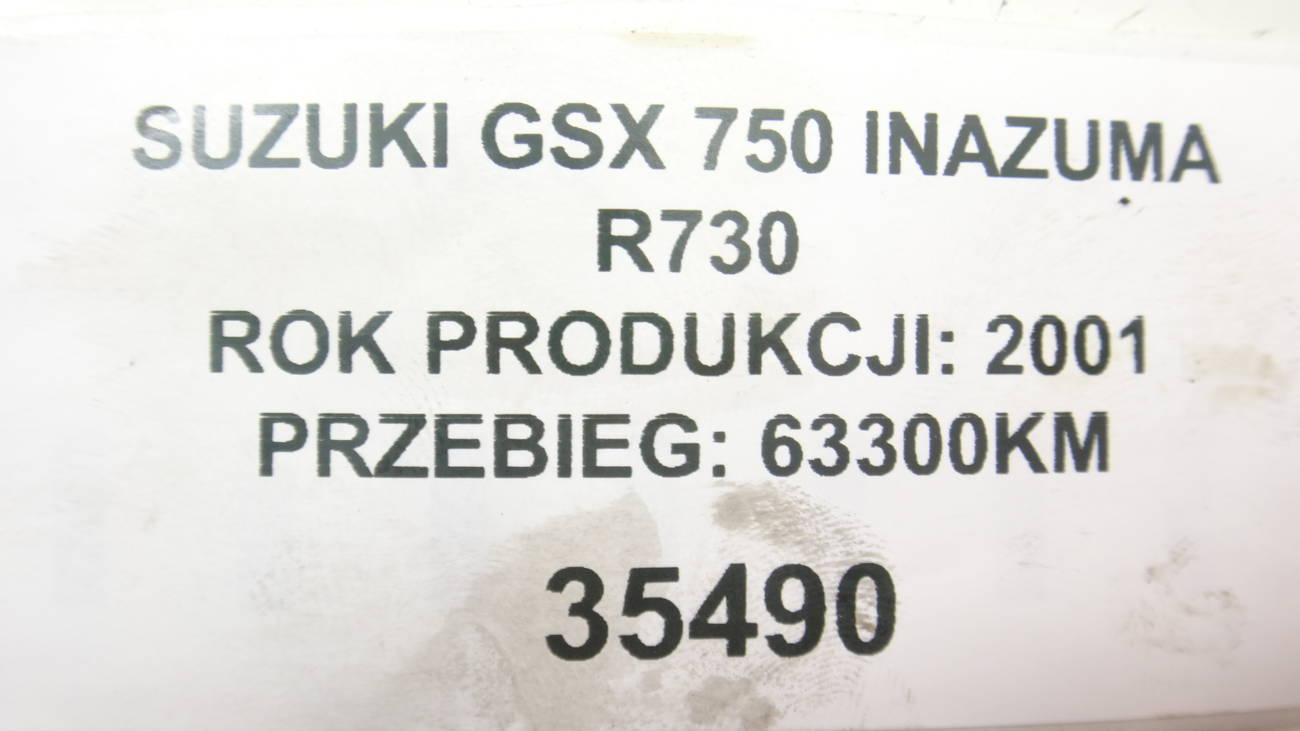 SUZUKI GSX 750 INAZUMA
R730
ROK PRODUKCJI: 2001
PRZEBIEG: 63300KM
35490